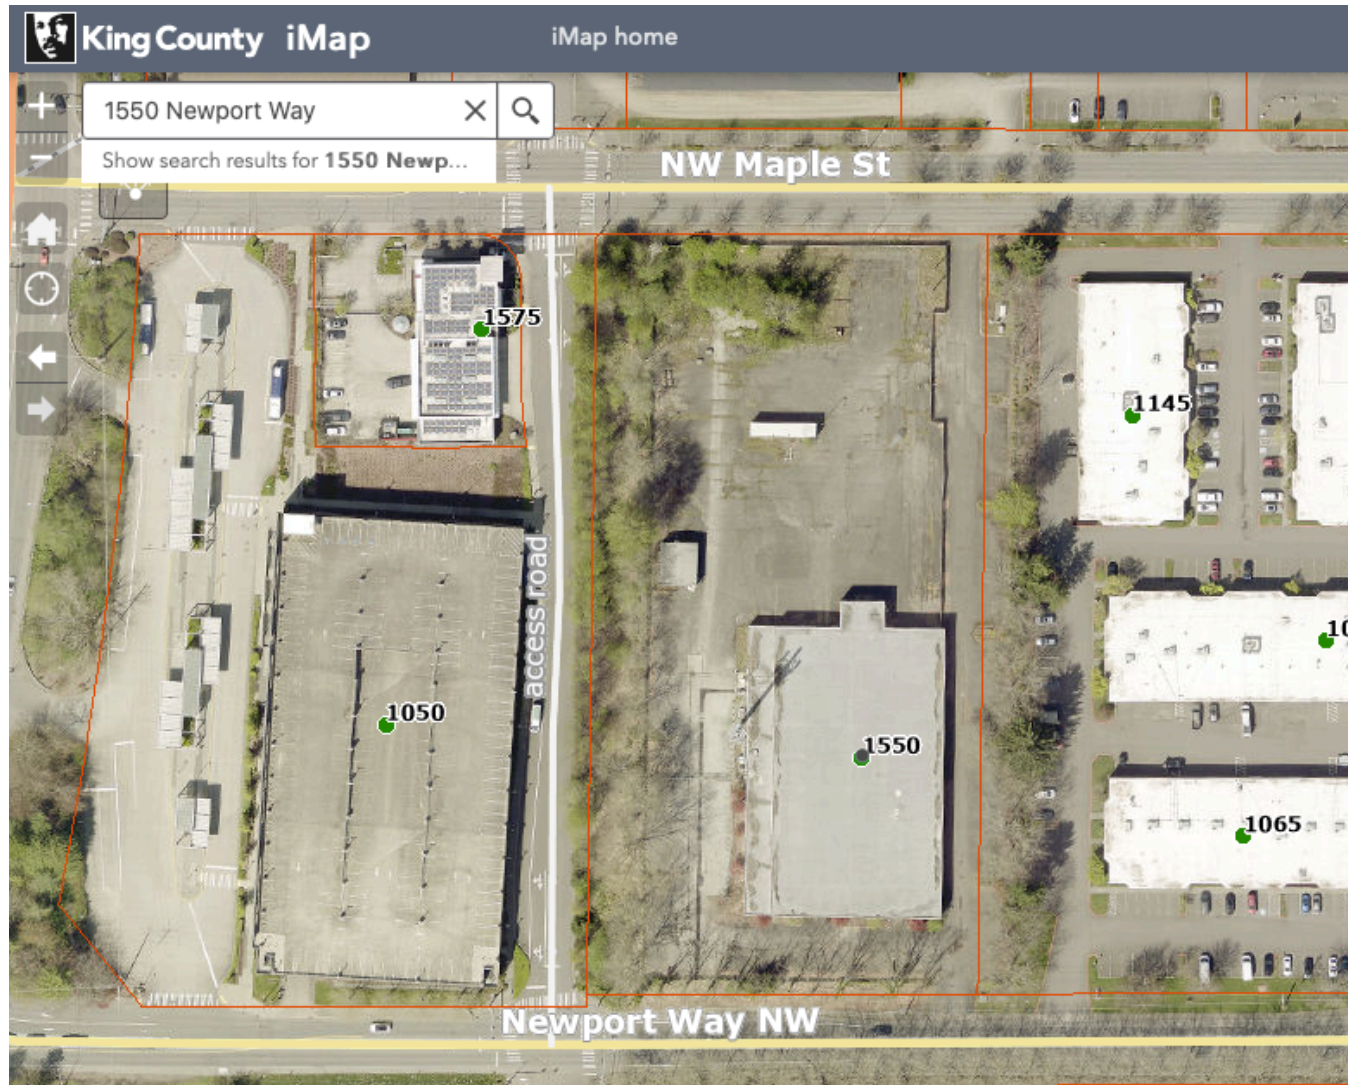 King County iMap
iMap home
1550 Newport Way
Show search results for 1550 Newp...
NW Maple St
1575
1145
access road
10
1050
1550
1065
Newport Way NW